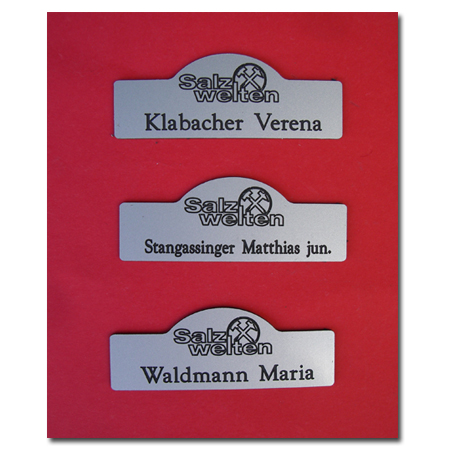 Salz
welten
Klabacher Verena
Salz
welten
Stangassinger Matthias jun.
Salz
welten
Waldmann Maria